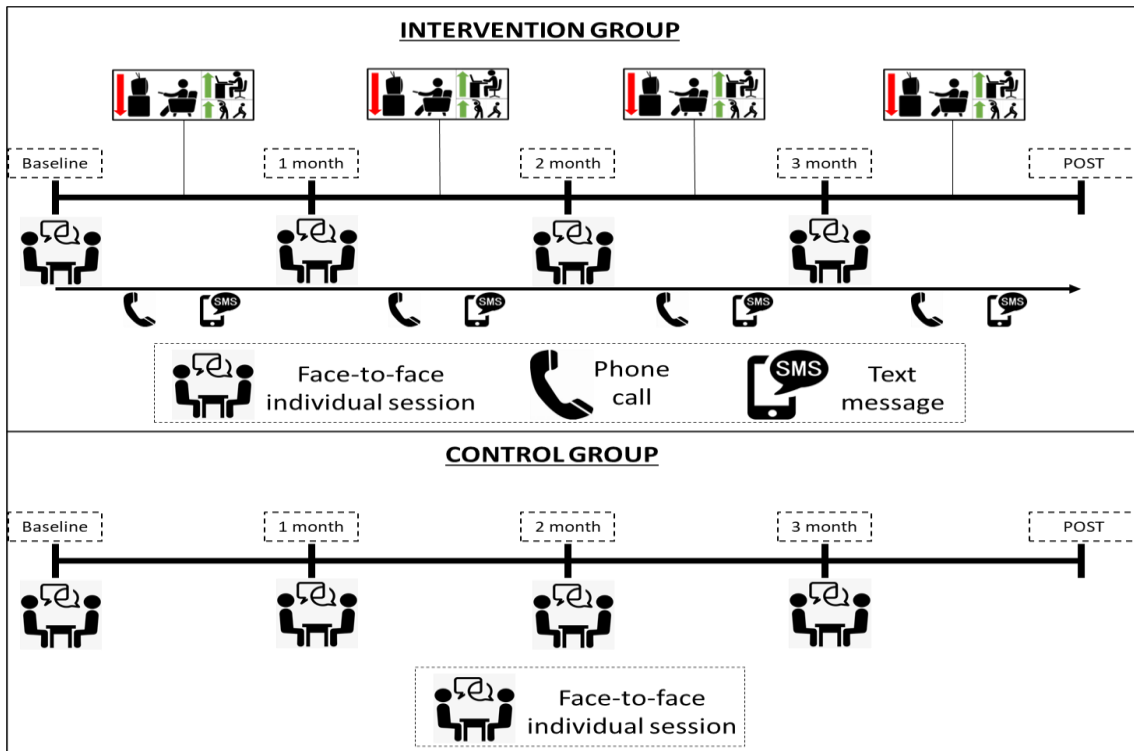 INTERVENTION GROUP
Baseline
1 month
2 month
3 month
POST
SMS
SMS
SMS
SMS
Face-to-face
individual session
Phone
call
SMS
Text
message
CONTROL GROUP
Baseline
1 month
2 month
3 month
POST
Face-to-face
individual session